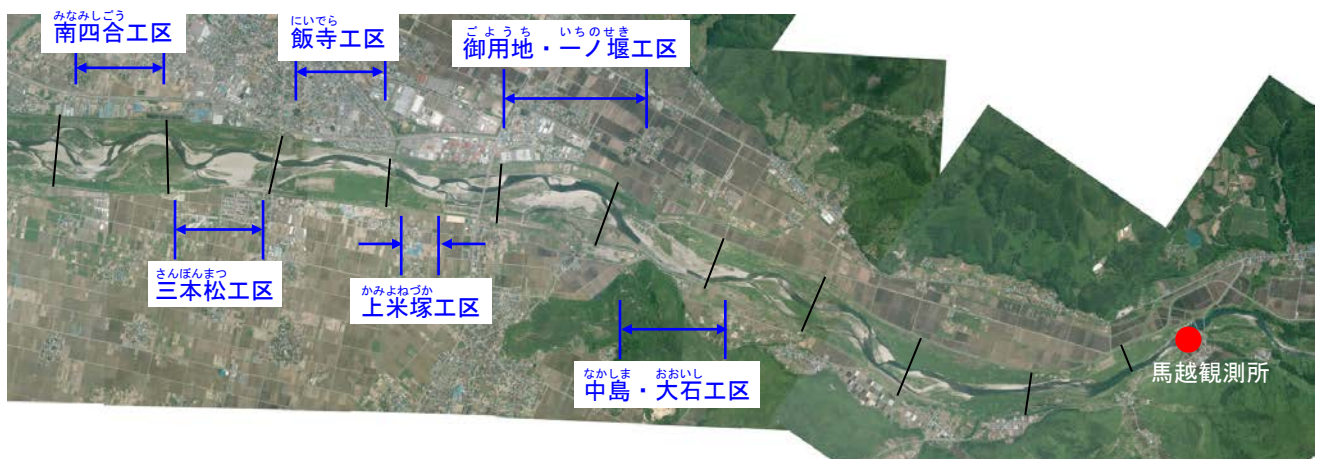 みなみしごう
南四合工区
にいでら
飯寺工区
ごようち いちのせき
御用地・一ノ堰工区
さんぼんまつ
三本松工区
かみよねづか
上米塚工区
なかしま おおいし
中島・大石工区
馬越観測所